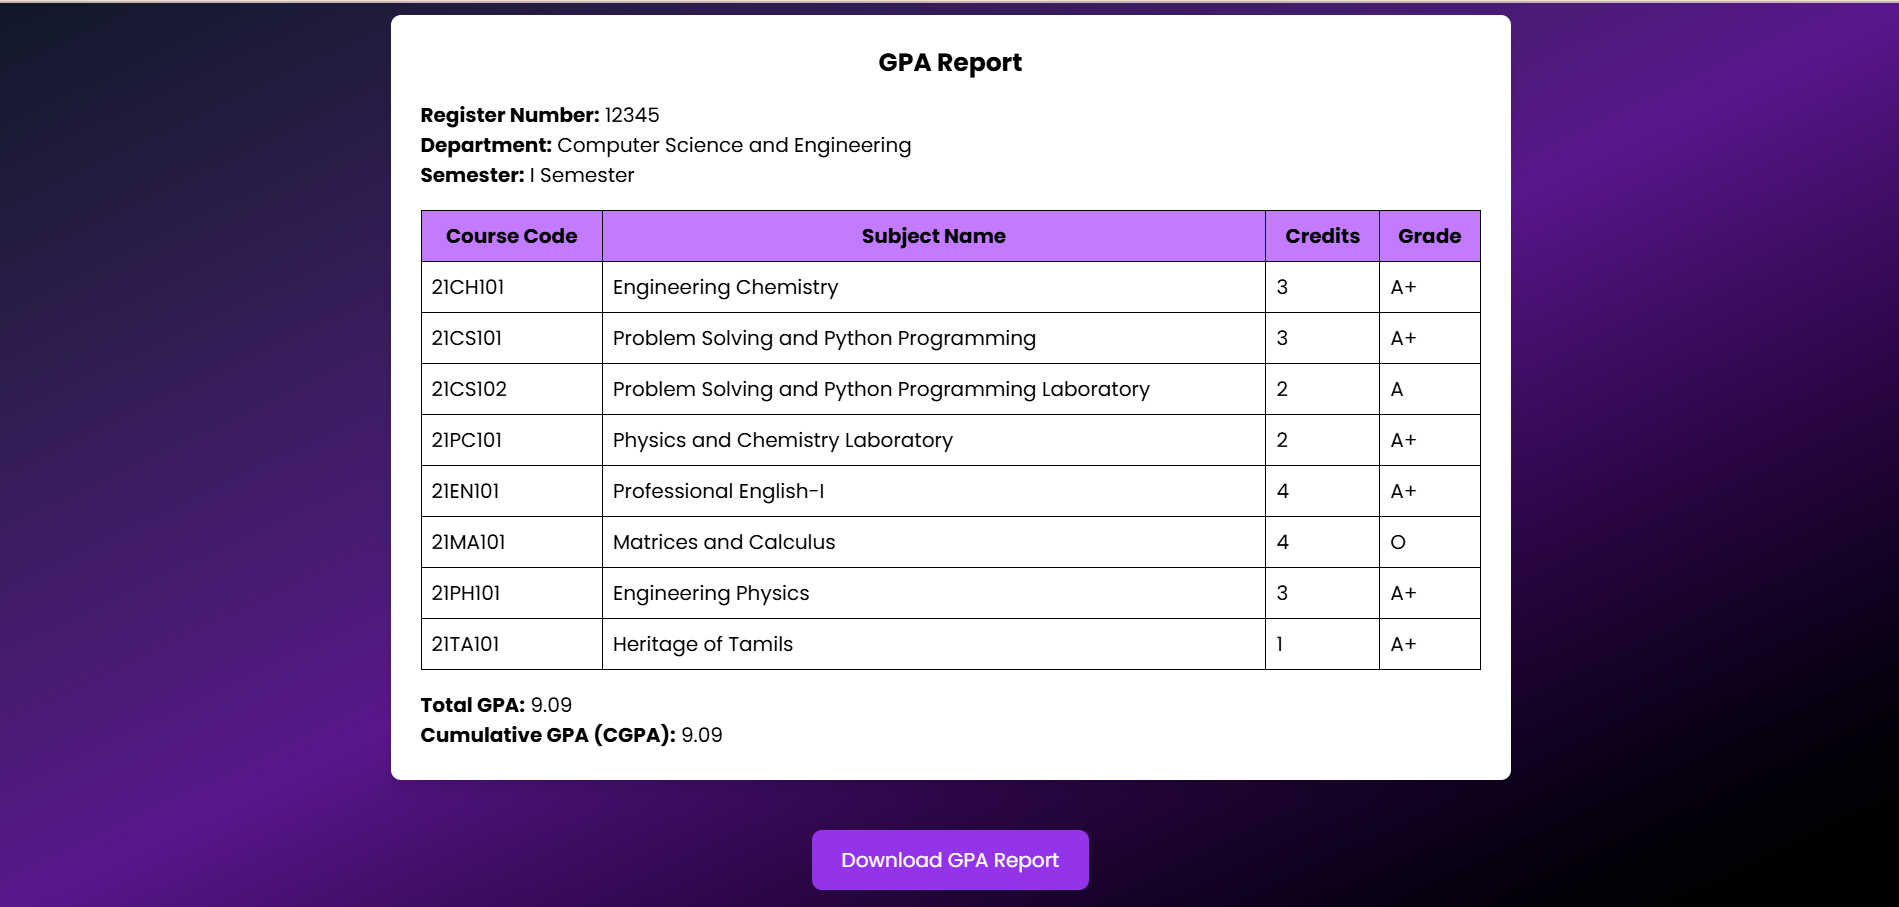 GPA Report
Register Number: 12345
Department: Computer Science and Engineering
Semester: I Semester
Course Code Subject Name Credits Grade
21CH101 Engineering Chemistry 3 A+
21CS101 Problem Solving and Python Programming 3 A+
21CS102 Problem Solving and Python Programming Laboratory 2 A
21PC101 Physics and Chemistry Laboratory 2 A+
21EN101 Professional English-I 4 A+
21MA101 Matrices and Calculus 4 O
21PH101 Engineering Physics 3 A+
21TA101 Heritage of Tamils 1 A+
Total GPA: 9.09
Cumulative GPA (CGPA): 9.09
Download GPA Report